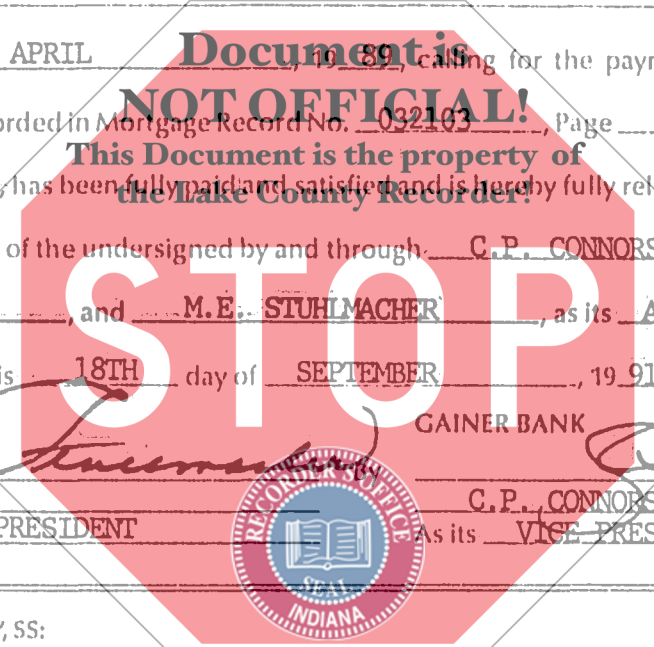 APRIL , 19 89, calling for the paym
Document is
NOT OFFICIAL!
orded in Mortgage Record No. 032103 , Page
This Document is the property of
the Lake County Recorder!
, has been fully paid and satisfied and is hereby fully rel
of the undersigned by and through C.P. CONNORS
, and M.E. STUHLMACHER , as its A
STOP
is 18TH day of SEPTEMBER , 19 91
GAINER BANK
By
C.P. CONNORS
PRESIDENT As its VICE PRES
RECORDER'S OFFICE
SEAL
INDIANA
Y, SS: